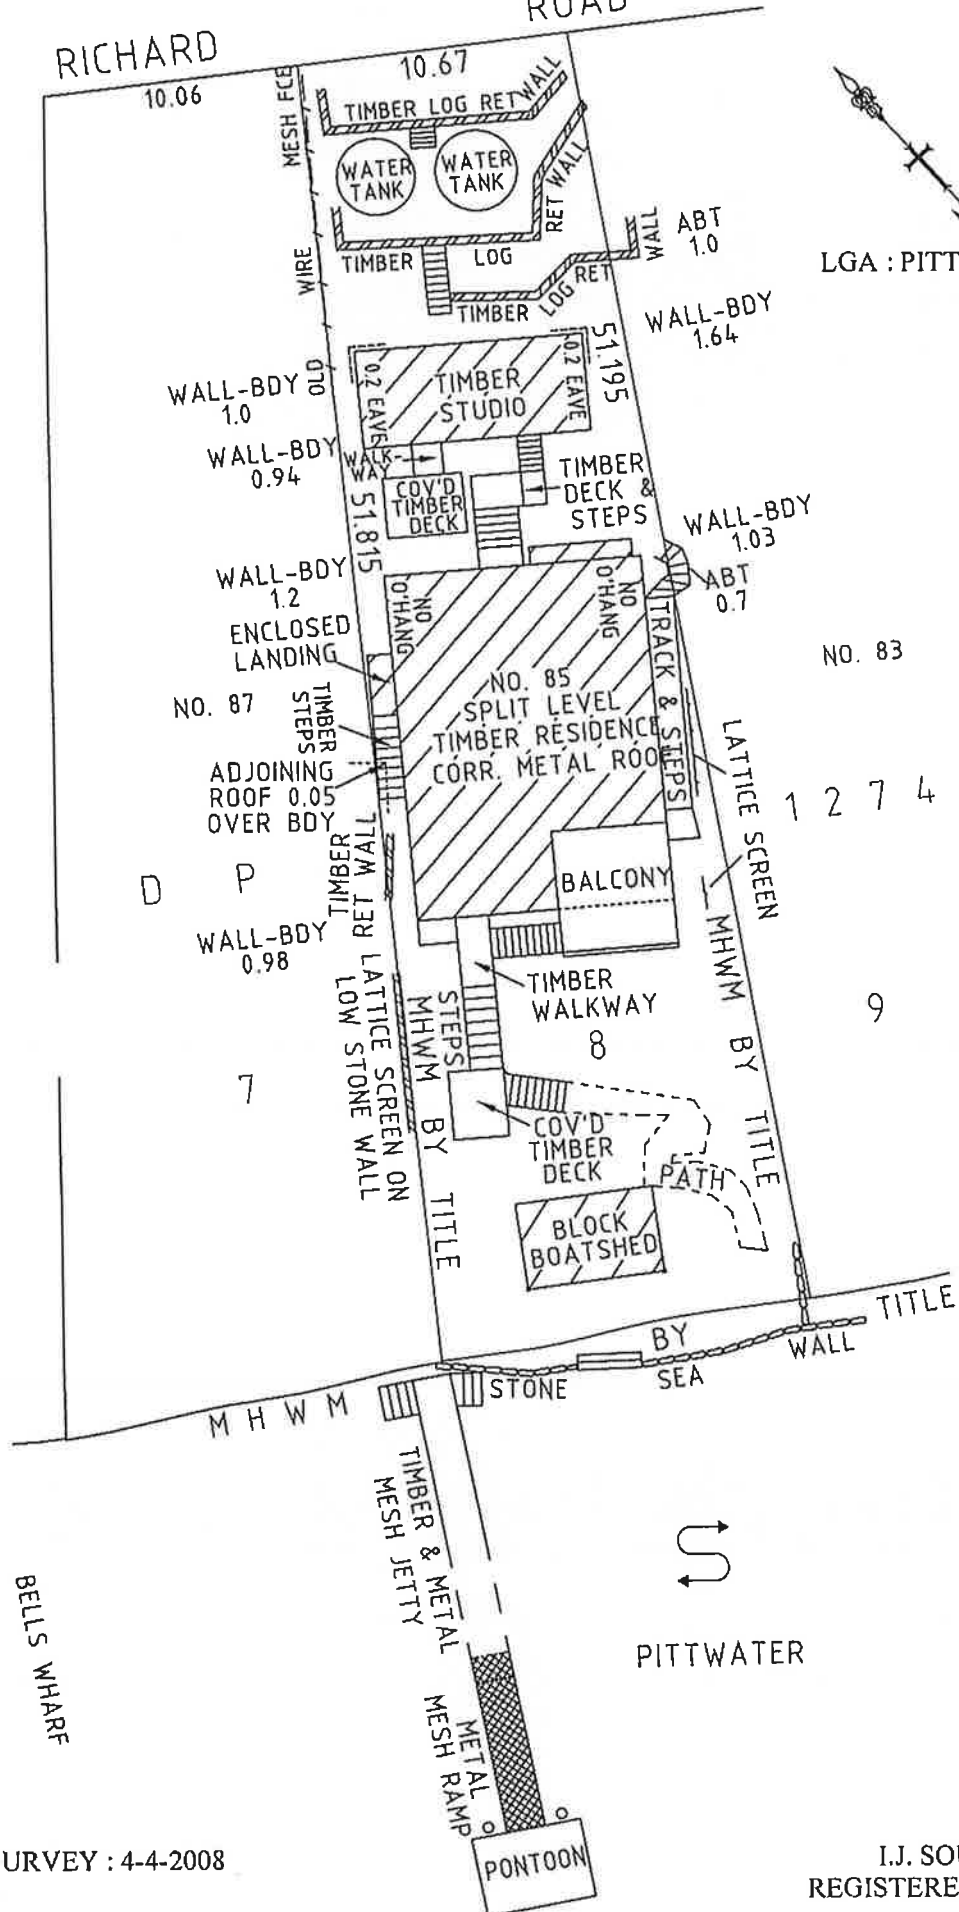 RICHARD ROAD
10.06
10.67
MESH FCE
TIMBER LOG RET WALL
WATER
TANK
WATER
TANK
RET WALL
WIRE
TIMBER LOG
WALL
ABT
1.0
LGA : PITT
TIMBER LOG RET
WALL-BDY
1.64
51.195
OLD
0.2 EAVE
TIMBER
STUDIO
0.2 EAVE
WALL-BDY
1.0
WALL-BDY
0.94
WALK-
WAY
COV'D
TIMBER
DECK
TIMBER
DECK &
STEPS
51.815
WALL-BDY
1.03
ABT
0.7
WALL-BDY
1.2
NO
O'HANG
NO
O'HANG
ENCLOSED
LANDING
NO. 83
NO. 87
TIMBER
STEPS
NO. 85
SPLIT LEVEL
TIMBER RESIDENCE
CORR. METAL ROOF
TRACK & STEPS
ADJOINING
ROOF 0.05
OVER BDY
LATTICE SCREEN
1 2 7 4
D P
TIMBER
RET WALL
BALCONY
WALL-BDY
0.98
TIMBER
WALKWAY
STEPS
MHWM BY TITLE
LATTICE SCREEN ON
LOW STONE WALL
MHWM BY TITLE
7
8
9
COV'D
TIMBER
DECK
PATH
BLOCK
BOATSHED
MHWM BY TITLE
STONE SEA WALL
TIMBER & METAL
MESH JETTY
BELLS WHARF
PITTWATER
METAL
MESH RAMP
PONTOON
URVEY : 4-4-2008
I.J. SOU
REGISTERE